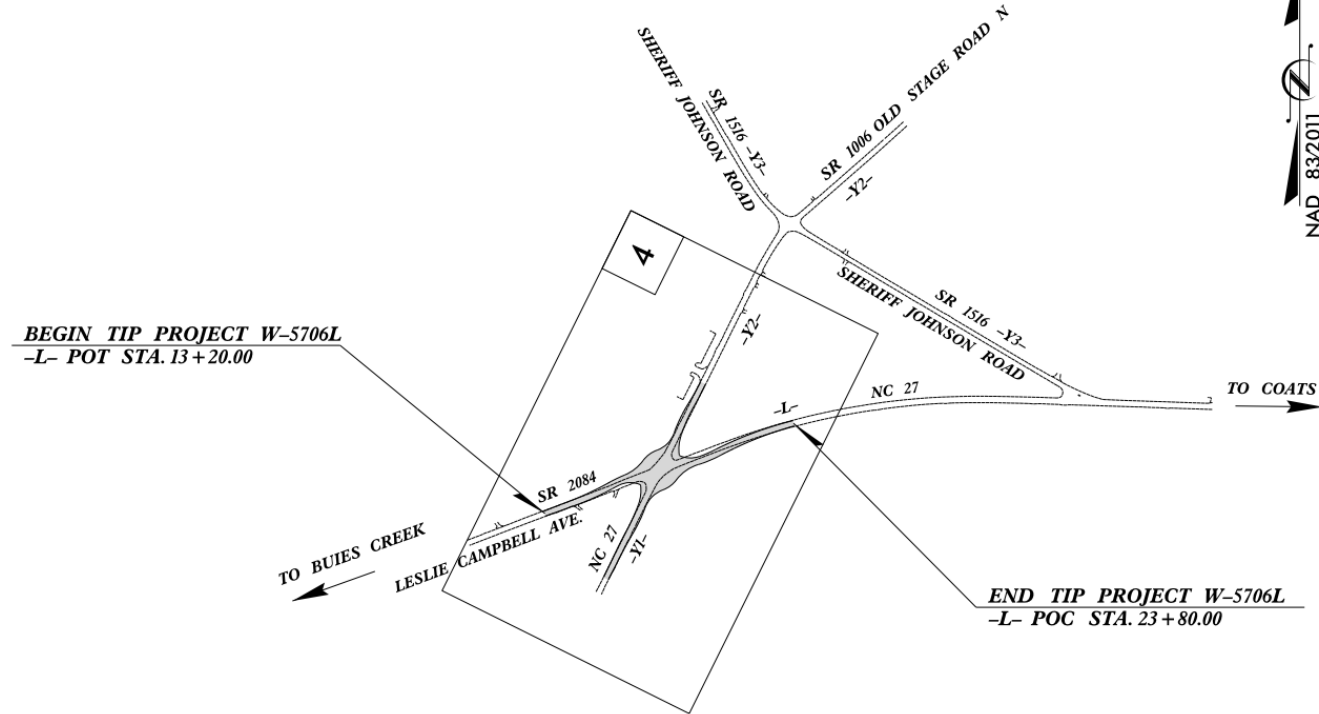 SHERIFF JOHNSON ROAD
SR 1516 -Y3-
SR 1006 OLD STAGE ROAD N
-Y2-
NAD 83/2011
4
SHERIFF JOHNSON ROAD
SR 1516 -Y3-
-Y2-
BEGIN TIP PROJECT W-5706L
-L- POT STA. 13+20.00
NC 27
-L-
TO COATS
SR 2084
LESLIE CAMPBELL AVE.
TO BUIES CREEK
NC 27
-Y1-
END TIP PROJECT W-5706L
-L- POC STA. 23+80.00